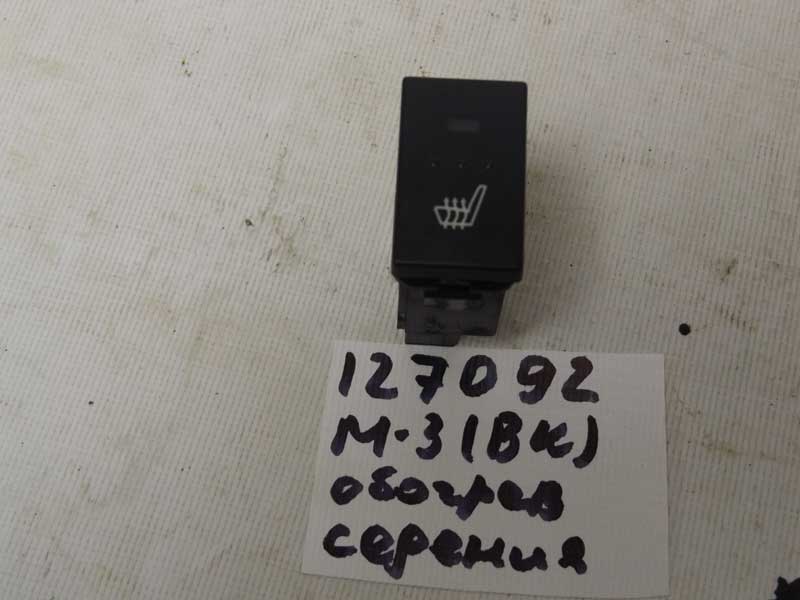 127092
М-3 (ВК)
обогрев
серения